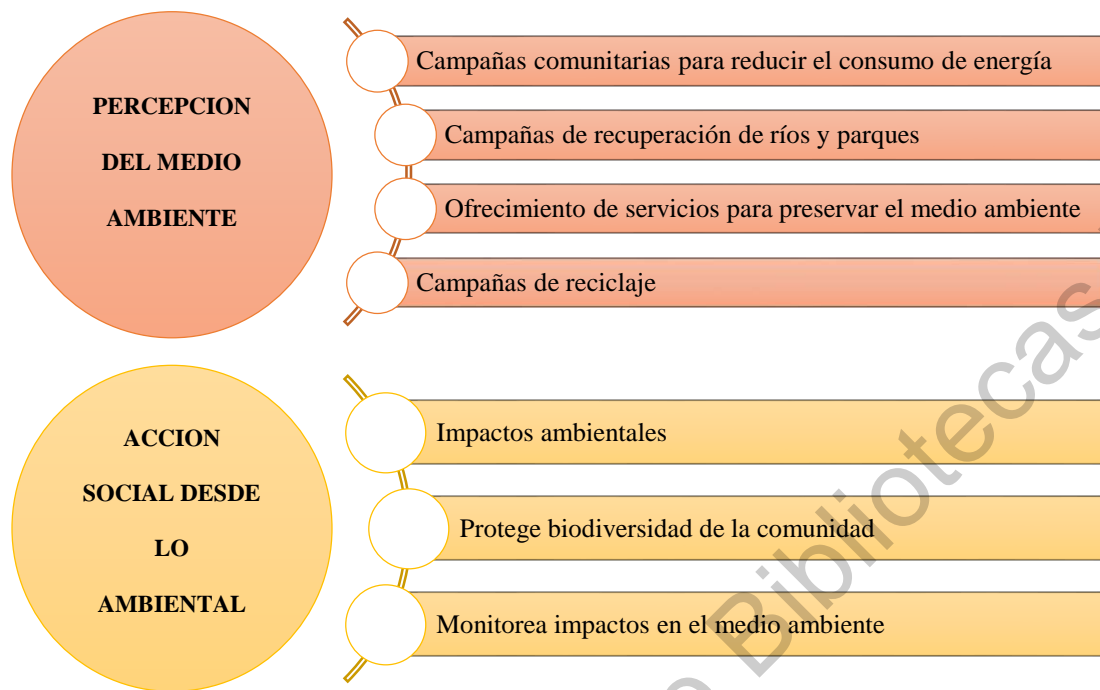 PERCEPCION
DEL MEDIO
AMBIENTE
Campañas comunitarias para reducir el consumo de energía
Campañas de recuperación de ríos y parques
Ofrecimiento de servicios para preservar el medio ambiente
Campañas de reciclaje
ACCION
SOCIAL DESDE
LO
AMBIENTAL
Impactos ambientales
Protege biodiversidad de la comunidad
Monitorea impactos en el medio ambiente
Bibliotecas